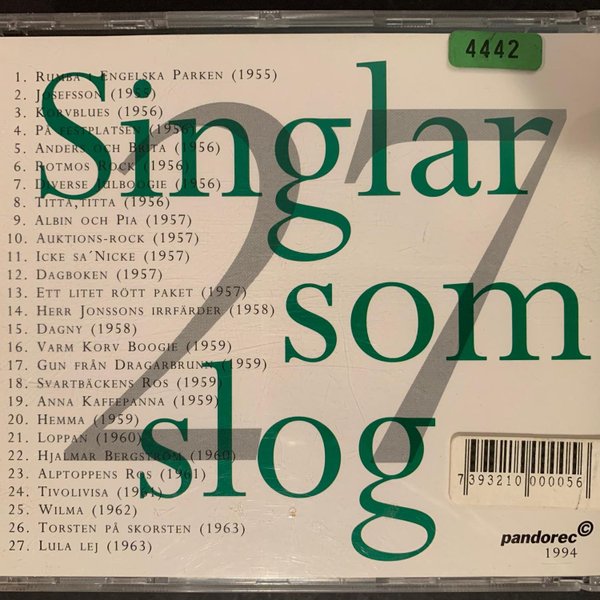 4442
Singlar
27
som
slog
1. Rumba i Engelska Parken (1955)
2. Josefsson (1955)
3. Korvblues (1956)
4. På festplatsen (1956)
5. Anders och Brita (1956)
6. Rotmos Rock (1956)
7. Diverse Julboogie (1956)
8. Titta, titta (1956)
9. Albin och Pia (1957)
10. Auktions-rock (1957)
11. Icke sa´Nicke (1957)
12. Dagboken (1957)
13. Ett litet rött paket (1957)
14. Herr Jonssons irrfärder (1958)
15. Dagny (1958)
16. Varm Korv Boogie (1959)
17. Gun från Dragarbrunn (1959)
18. Svartbäckens Ros (1959)
19. Anna Kaffepanna (1959)
20. Hemma (1959)
21. Loppan (1960)
22. Hjalmar Bergström (1960)
23. Alptoppens Ros (1961)
24. Tivolivisa (1961)
25. Wilma (1962)
26. Torsten på skorsten (1963)
27. Lula lej (1963)
7 393210 000056
pandorec©
1994